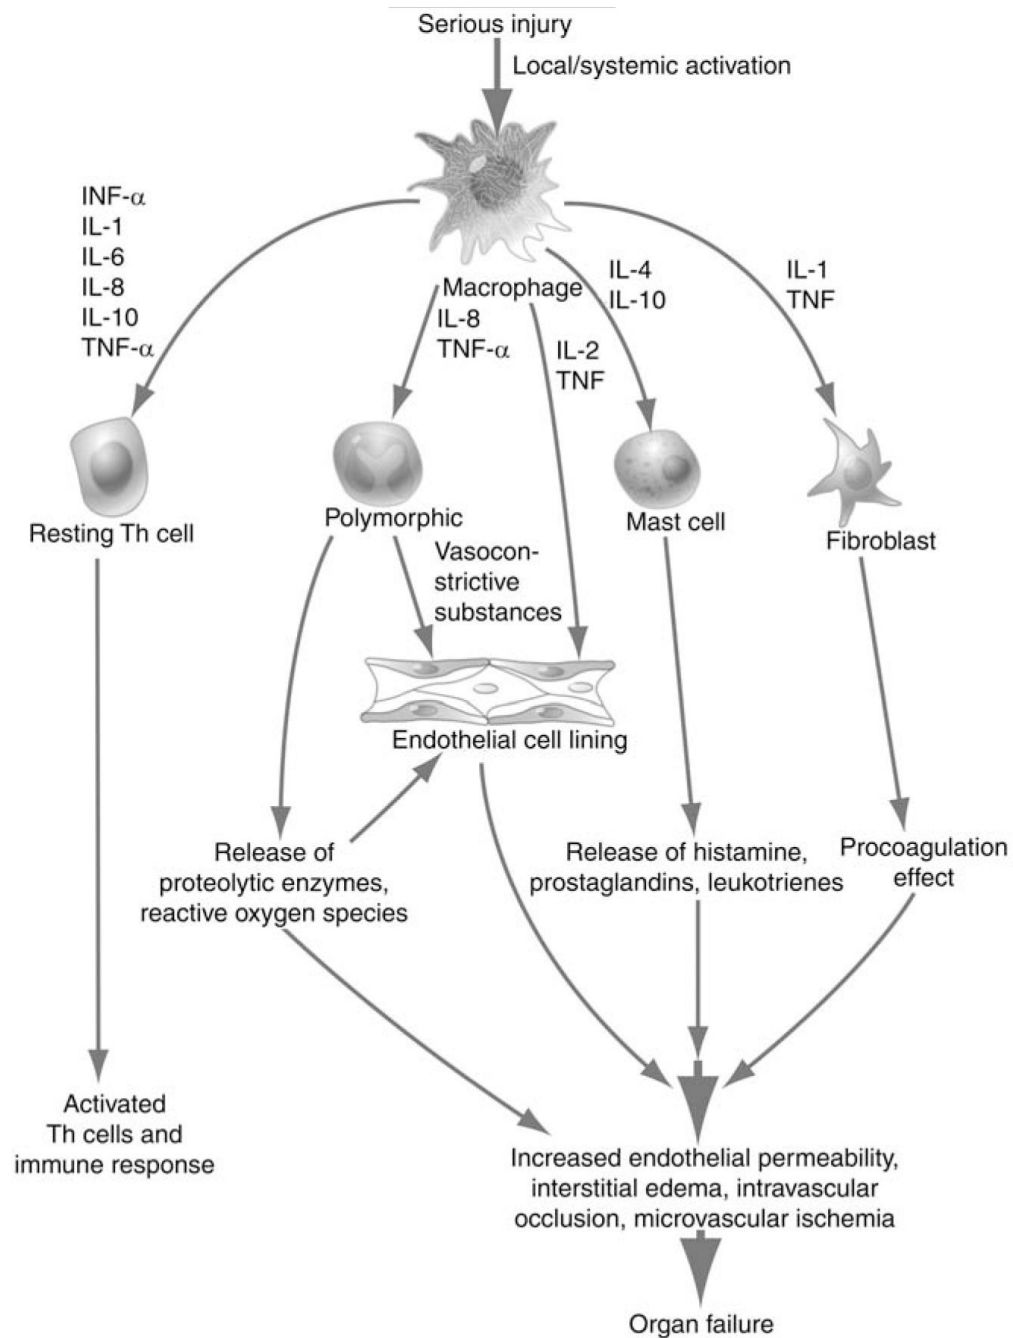 Serious injury
Local/systemic activation
INF-α
IL-1
IL-6
IL-8
IL-10
TNF-α
Macrophage
IL-8
TNF-α
IL-2
TNF
IL-4
IL-10
IL-1
TNF
Resting Th cell
Polymorphic
Mast cell
Fibroblast
Vasocon-
strictive
substances
Endothelial cell lining
Release of
proteolytic enzymes,
reactive oxygen species
Release of histamine,
prostaglandins, leukotrienes
Procoagulation
effect
Activated
Th cells and
immune response
Increased endothelial permeability,
interstitial edema, intravascular
occlusion, microvascular ischemia
Organ failure